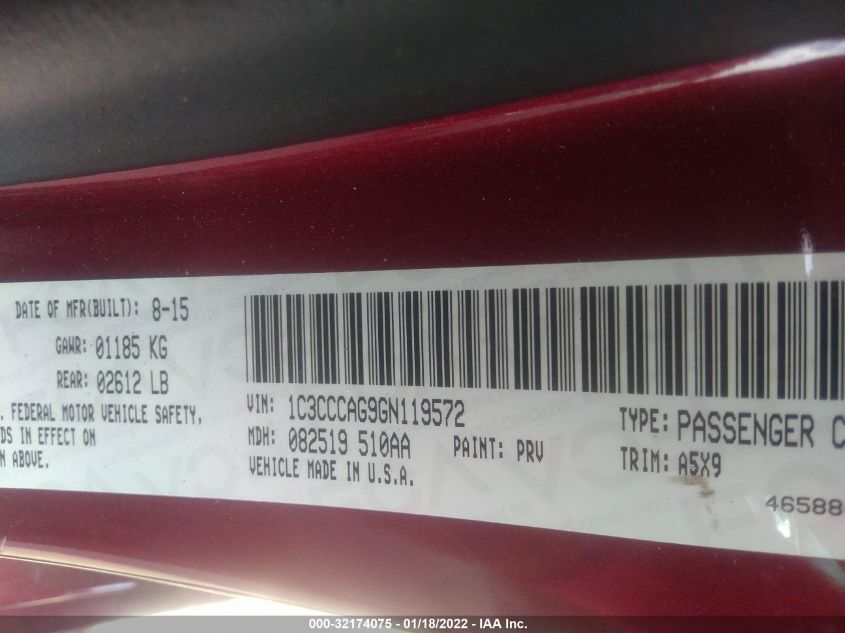 DATE OF MFR(BUILT): 8-15
GAWR: 01185 KG
REAR: 02612 LB
. FEDERAL MOTOR VEHICLE SAFETY,
DS IN EFFECT ON
N ABOVE.
VIN: 1C3CCCAG9GN119572
MDH: 082519 510AA PAINT: PRV
VEHICLE MADE IN U.S.A.
TYPE: PASSENGER C
TRIM: A5X9
46588
000-32174075 - 01/18/2022 - IAA Inc.